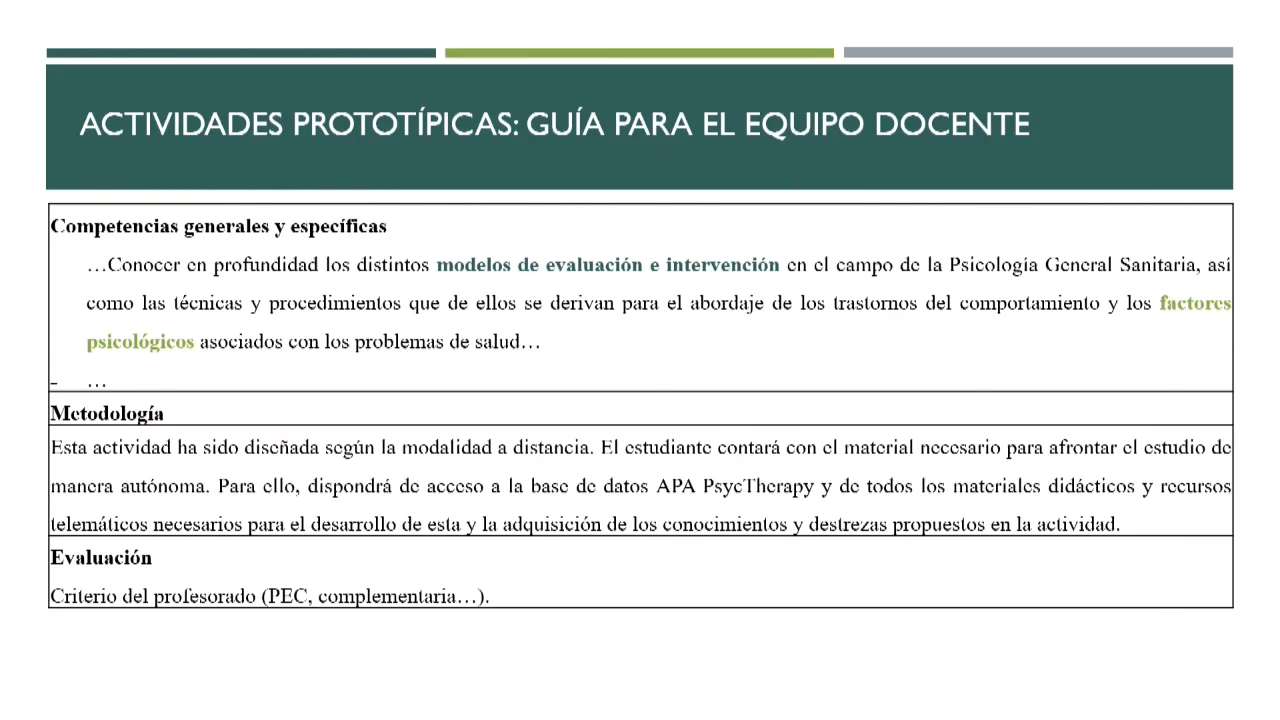 ACTIVIDADES PROTOTÍPICAS: GUÍA PARA EL EQUIPO DOCENTE
Competencias generales y específicas
…Conocer en profundidad los distintos modelos de evaluación e intervención en el campo de la Psicología General Sanitaria, así
como las técnicas y procedimientos que de ellos se derivan para el abordaje de los trastornos del comportamiento y los factores
psicológicos asociados con los problemas de salud…
- …
Metodología
Esta actividad ha sido diseñada según la modalidad a distancia. El estudiante contará con el material necesario para afrontar el estudio de
manera autónoma. Para ello, dispondrá de acceso a la base de datos APA PsycTherapy y de todos los materiales didácticos y recursos
telemáticos necesarios para el desarrollo de esta y la adquisición de los conocimientos y destrezas propuestos en la actividad.
Evaluación
Criterio del profesorado (PEC, complementaria…).